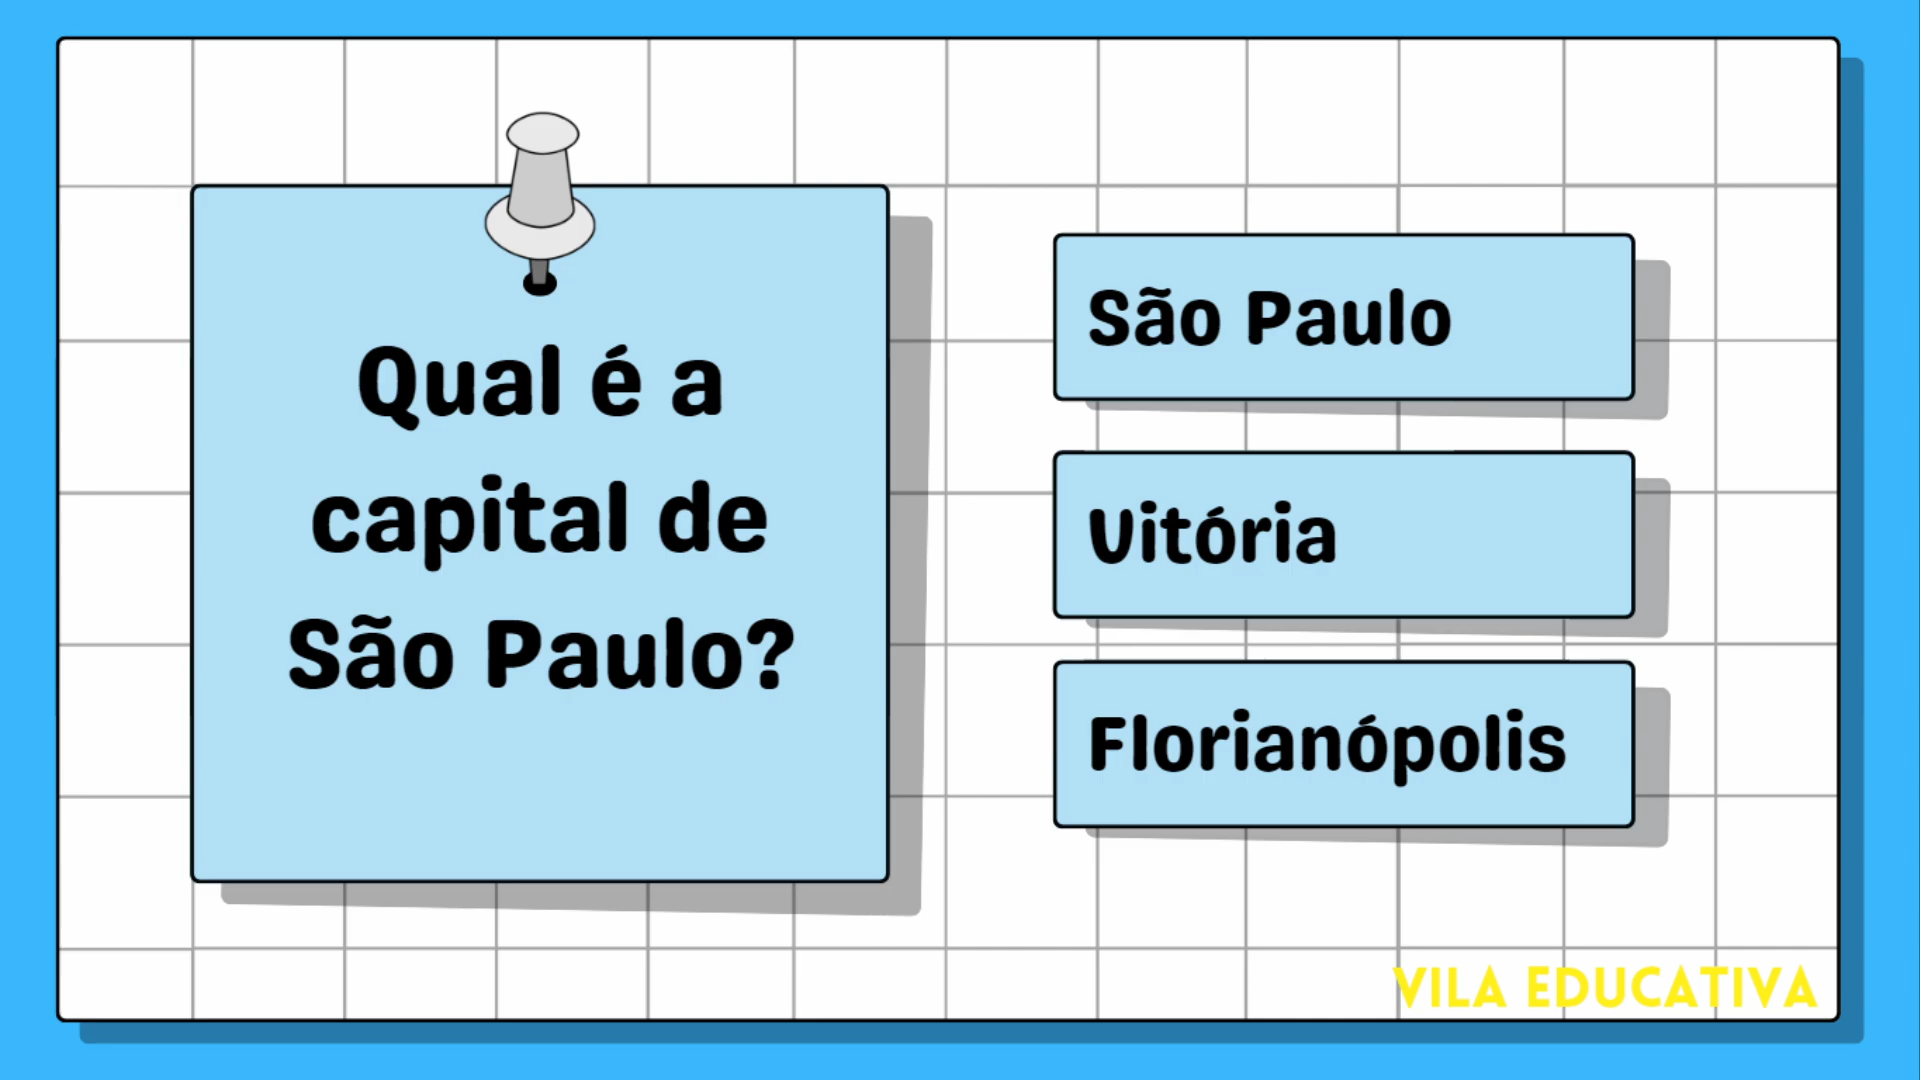 Qual é a
capital de
São Paulo?
São Paulo
Vitória
Florianópolis
VILA EDUCATIVA